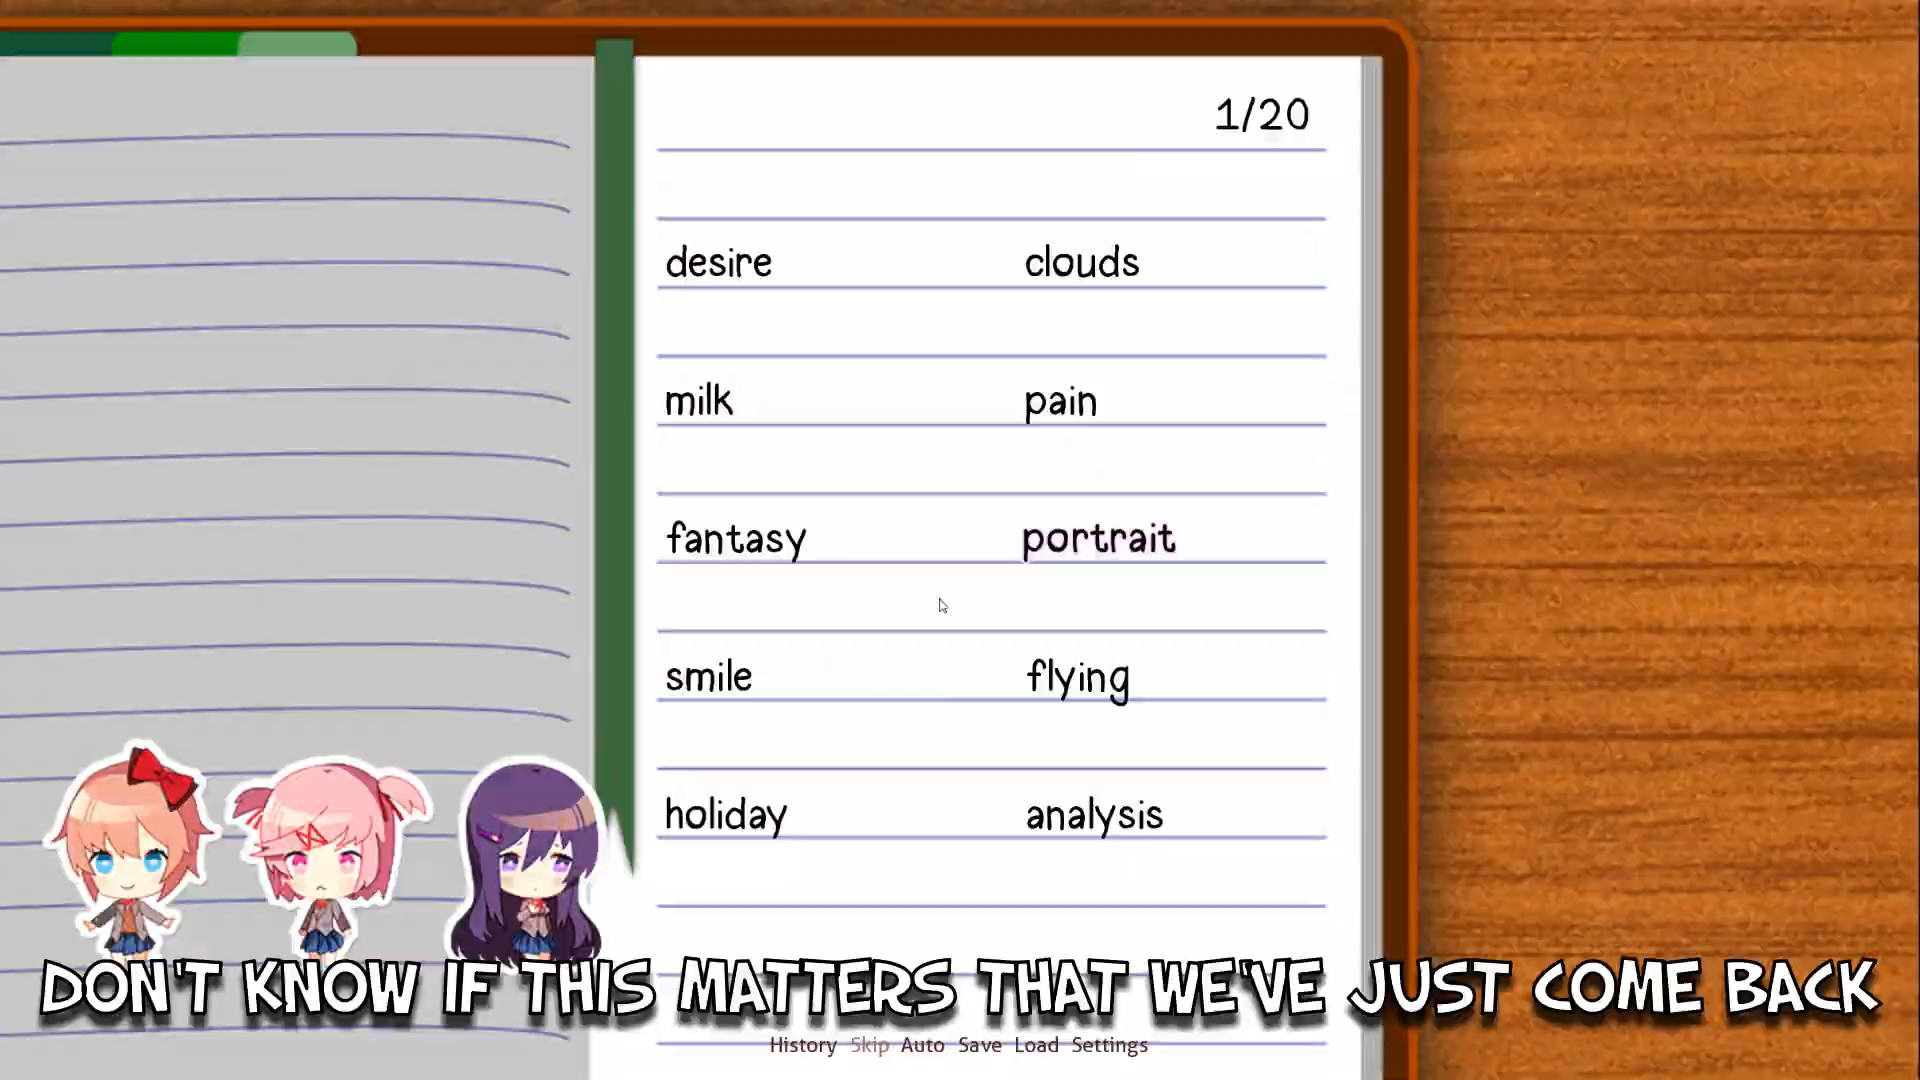 1/20
desire clouds
milk pain
fantasy portrait
smile flying
holiday analysis
DON'T KNOW IF THIS MATTERS THAT WE'VE JUST COME BACK
History Skip Auto Save Load Settings